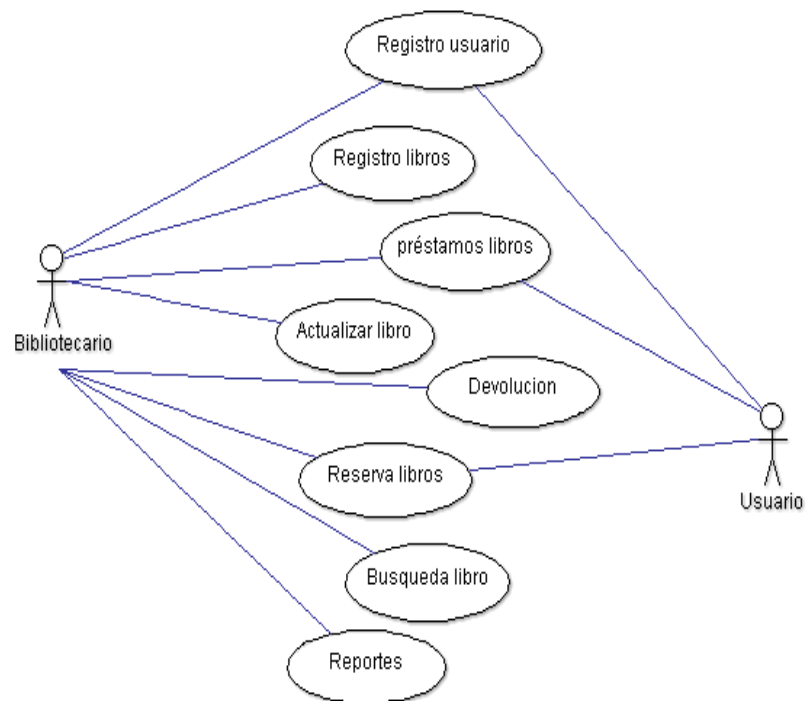 Registro usuario
Registro libros
préstamos libros
Actualizar libro
Bibliotecario
Devolucion
Reserva libros
Usuario
Busqueda libro
Reportes